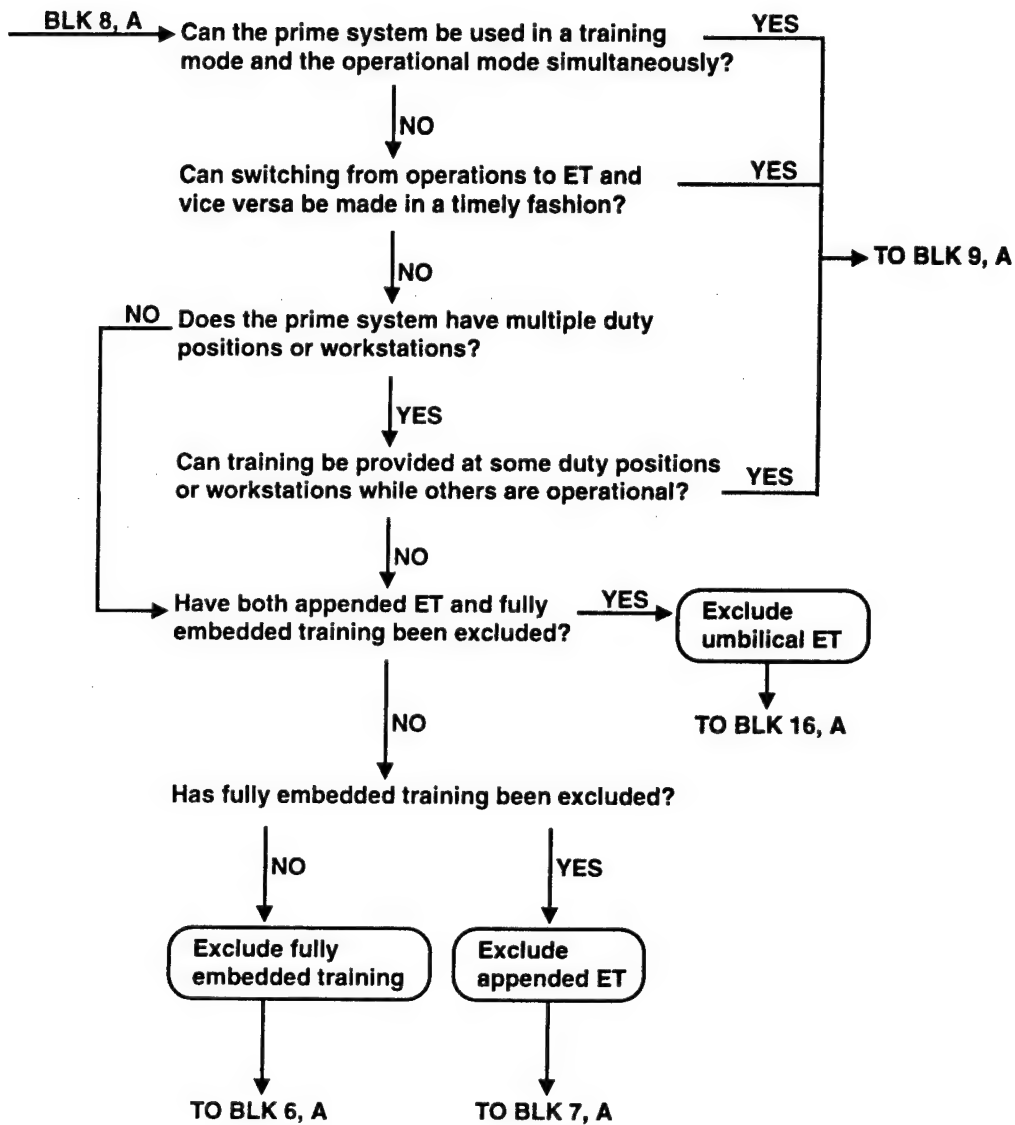 BLK 8, A
Can the prime system be used in a training
mode and the operational mode simultaneously?
YES
NO
Can switching from operations to ET and
vice versa be made in a timely fashion?
YES
TO BLK 9, A
NO
NO
Does the prime system have multiple duty
positions or workstations?
YES
Can training be provided at some duty positions
or workstations while others are operational?
YES
NO
Have both appended ET and fully
embedded training been excluded?
YES
Exclude
umbilical ET
TO BLK 16, A
NO
Has fully embedded training been excluded?
NO
YES
Exclude fully
embedded training
Exclude
appended ET
TO BLK 6, A
TO BLK 7, A